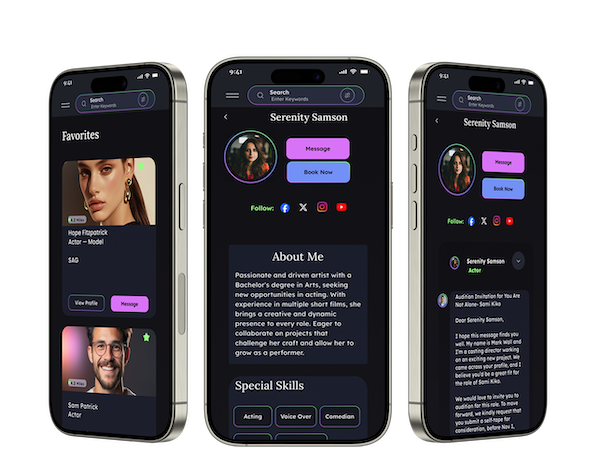 9:41
Search
Enter Keywords
Favorites
4.2 Miles
Hope Fitzpatrick
Actor — Model
SAG
View Profile
Message
Sam Patrick
Actor
9:41
Search
Enter Keywords
Serenity Samson
Message
Book Now
Follow:
About Me
Passionate and driven artist with a
Bachelor's degree in Arts, seeking
new opportunities in acting. With
experience in multiple short films, she
brings a creative and dynamic
presence to every role. Eager to
collaborate on projects that
challenge her craft and allow her to
grow as a performer.
Special Skills
Acting
Voice Over
Comedian
9:41
Search
Enter Keywords
Serenity Samson
Message
Book Now
Follow:
Serenity Samson
Actor
Audition Invitation for You Are
Not Alone- Sami Kika
Dear Serenity Samson,
I hope this message finds you
well. My name is Mark Wall and
I'm a casting director working
on an exciting new project. We
came across your profile, and I
believe you'd be a great fit for
the role of Sami Kika.
We would love to invite you to
audition for this role. To move
forward, we kindly request that
you submit a self-tape for
consideration, before Nov 1,